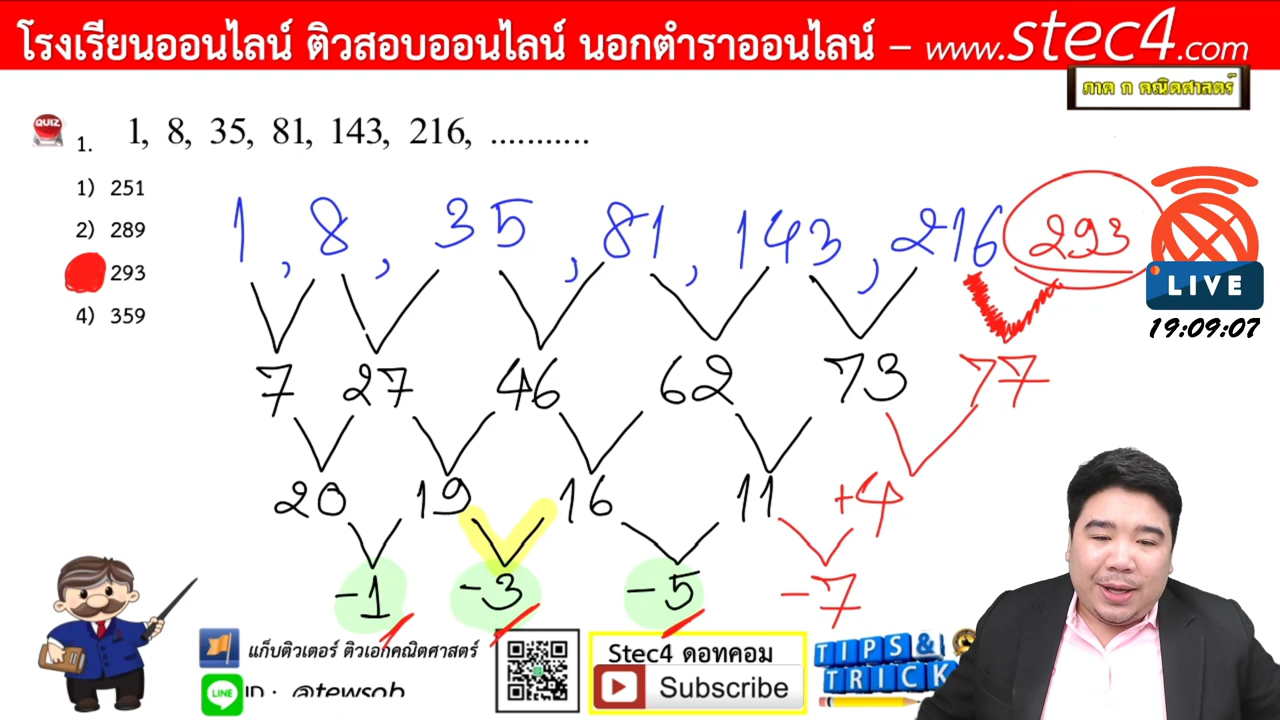 โรงเรียนออนไลน์ ติวสอบออนไลน์ นอกตำราออนไลน์ – www.stec4.com
ภาค ก คณิตศาสตร์
QUIZ
1. 1, 8, 35, 81, 143, 216, ...........
1) 251
2) 289
293
4) 359
1, 8, 35, 81, 143, 216 293
LIVE
19:09:07
7 27 46 62 73 77
20 19 16 11 +4
-1 -3 -5 -7
แก็บติวเตอร์ ติวเอกคณิตศาสตร์
LINE ID : @tewsob
Stec4 ดอทคอม
Subscribe
TIPS &
TRICK